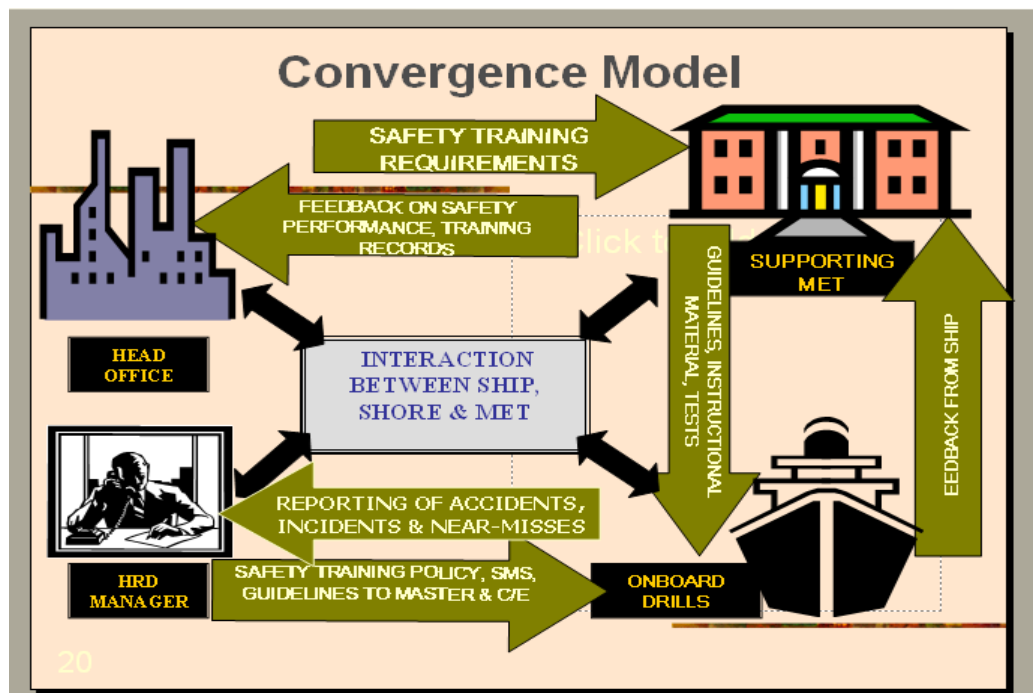 Convergence Model
SAFETY TRAINING
REQUIREMENTS
FEEDBACK ON SAFETY
PERFORMANCE, TRAINING
RECORDS
Click to
SUPPORTING
MET
GUIDELINES, INSTRUCTIONAL
MATERIAL, TESTS
EEDBACK FROM SHIP
HEAD
OFFICE
INTERACTION
BETWEEN SHIP,
SHORE & MET
REPORTING OF ACCIDENTS,
INCIDENTS & NEAR-MISSES
HRD
MANAGER
SAFETY TRAINING POLICY, SMS,
GUIDELINES TO MASTER & C/E
ONBOARD
DRILLS
20